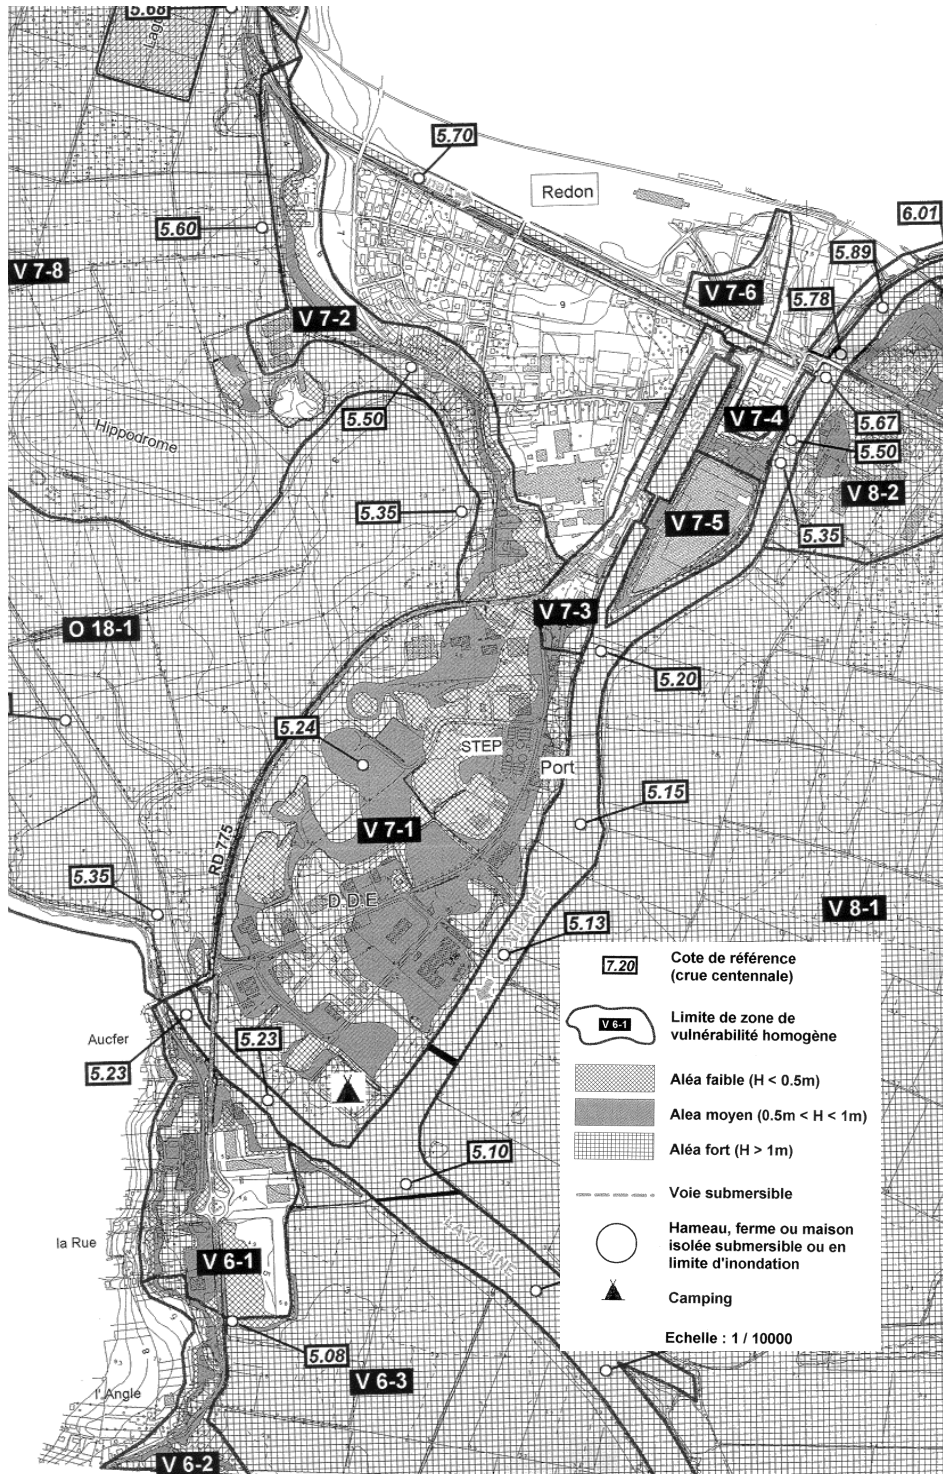 5.68
Lagu
5.70
Redon
6.01
5.60
5.89
V 7-8
V 7-6
5.78
V 7-2
5.50
V 7-4
5.67
Hippodrome
5.50
V 8-2
5.35
V 7-5
5.35
O 18-1
V 7-3
5.20
5.24
STEP
Port
5.15
V 7-1
RD 775
5.35
D.D.E
V 8-1
VILAINE
5.13
Aucfer
5.23
5.23
5.10
LA VILAINE
la Rue
V 6-1
5.08
V 6-3
l'Angle
V 6-2
7.20
Cote de référence
(crue centennale)
V 6-1
Limite de zone de
vulnérabilité homogène
Aléa faible (H < 0.5m)
Alea moyen (0.5m < H < 1m)
Aléa fort (H > 1m)
Voie submersible
Hameau, ferme ou maison
isolée submersible ou en
limite d'inondation
Camping
Echelle : 1 / 10000